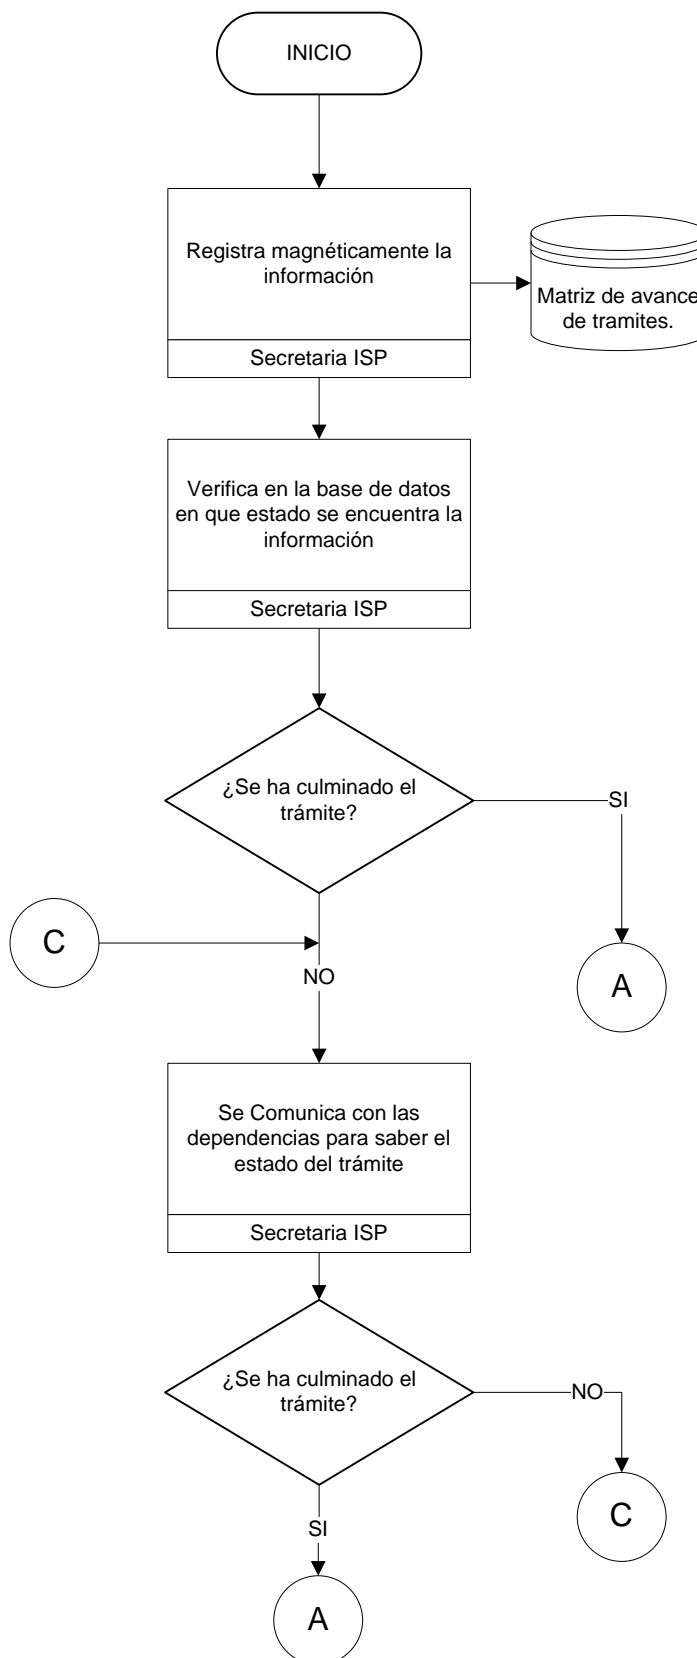 INICIO
Registra magnéticamente la
información
Secretaria ISP
Matriz de avance
de tramites.
Verifica en la base de datos
en que estado se encuentra la
información
Secretaria ISP
¿Se ha culminado el
trámite?
SI
A
C
NO
Se Comunica con las
dependencias para saber el
estado del trámite
Secretaria ISP
¿Se ha culminado el
trámite?
NO
C
SI
A